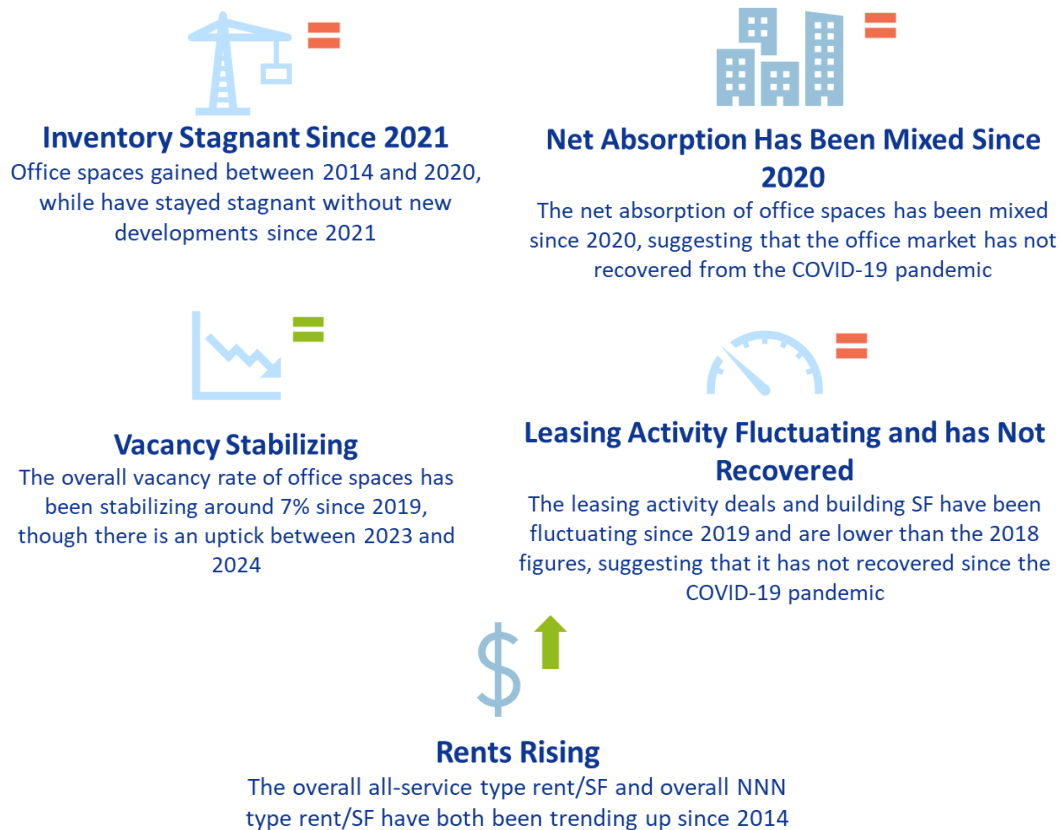 Inventory Stagnant Since 2021
Office spaces gained between 2014 and 2020,
while have stayed stagnant without new
developments since 2021
Net Absorption Has Been Mixed Since
2020
The net absorption of office spaces has been mixed
since 2020, suggesting that the office market has not
recovered from the COVID-19 pandemic
Vacancy Stabilizing
The overall vacancy rate of office spaces has
been stabilizing around 7% since 2019,
though there is an uptick between 2023 and
2024
Leasing Activity Fluctuating and has Not
Recovered
The leasing activity deals and building SF have been
fluctuating since 2019 and are lower than the 2018
figures, suggesting that it has not recovered since the
COVID-19 pandemic
$
Rents Rising
The overall all-service type rent/SF and overall NNN
type rent/SF have both been trending up since 2014